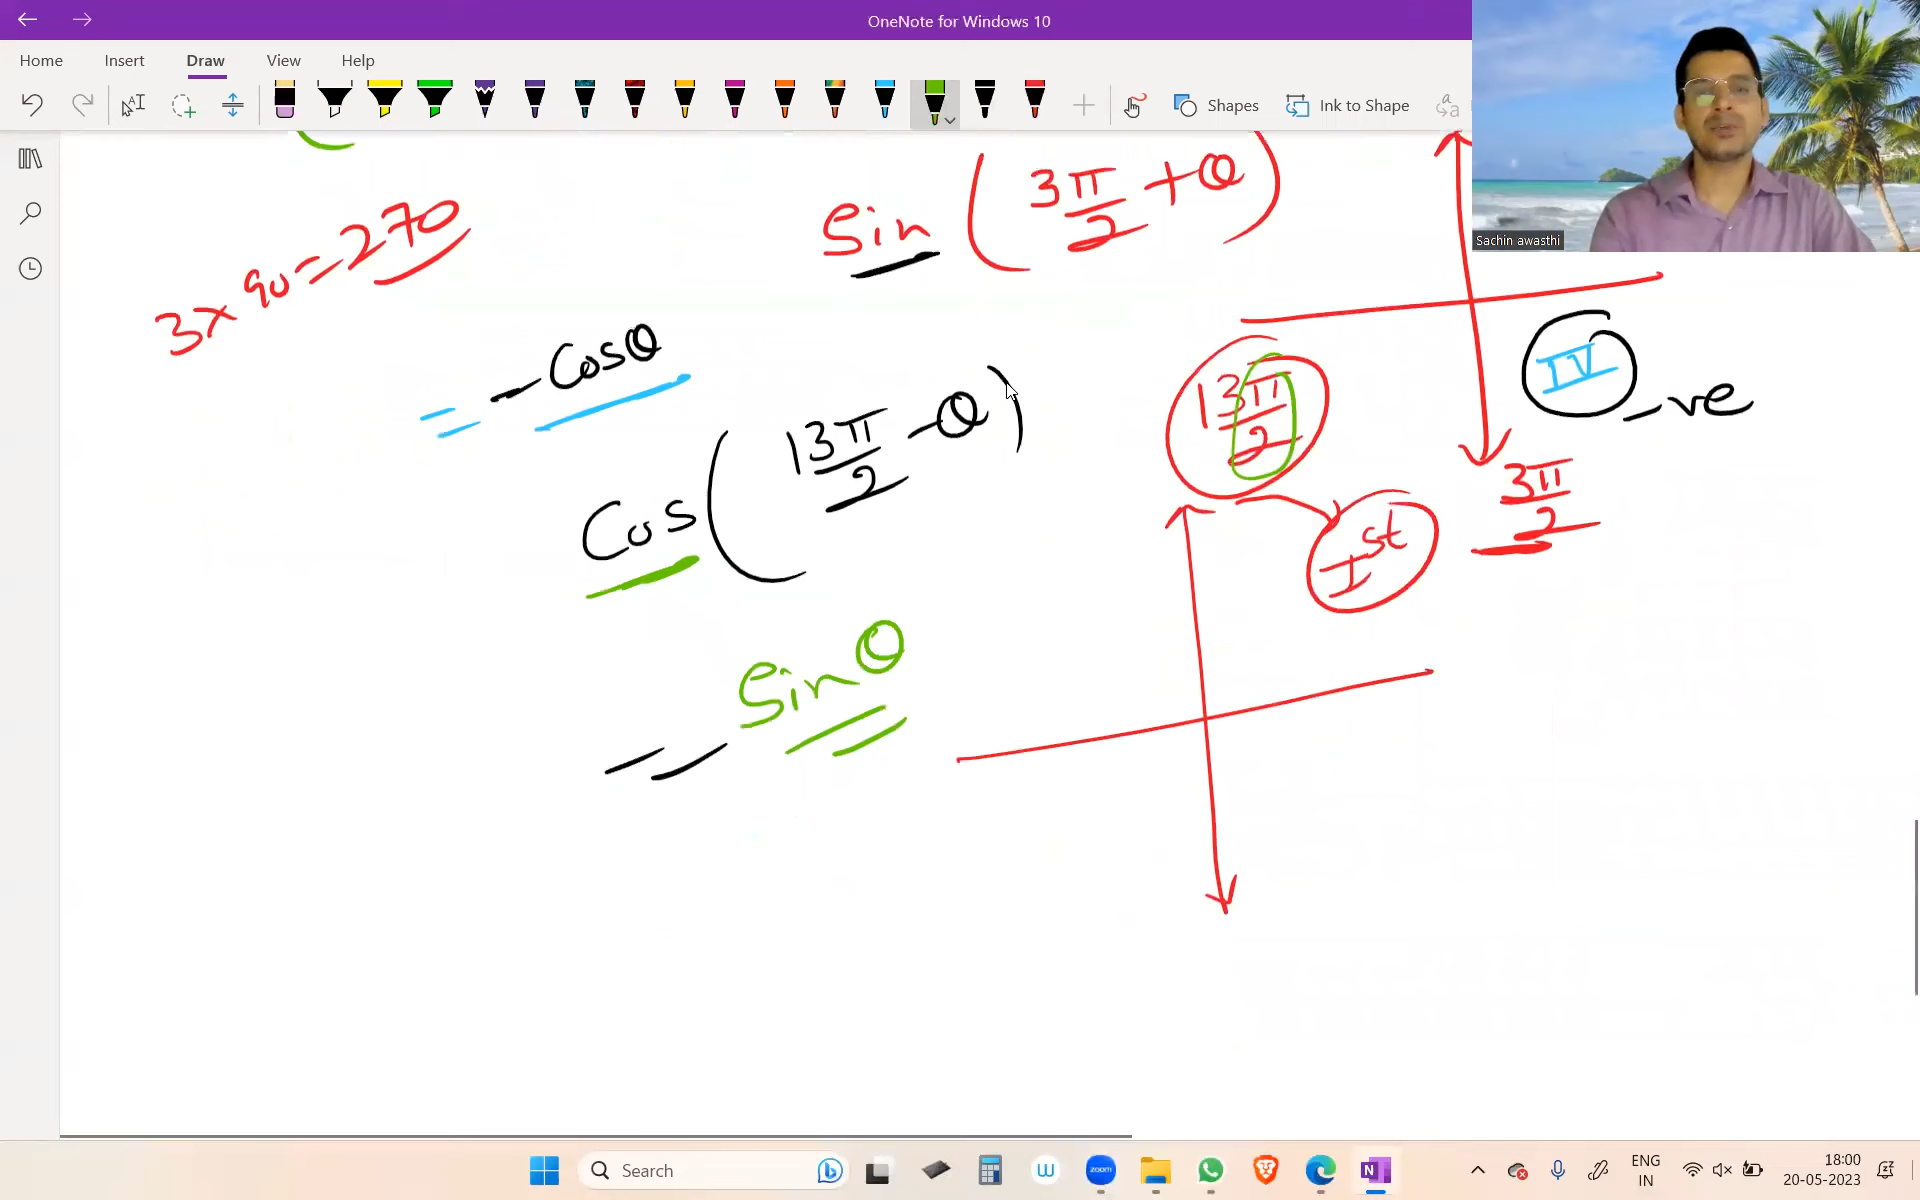 OneNote for Windows 10
Home Insert Draw View Help
Shapes Ink to Shape
Sachin awasthi
3 x 90 = 270
Sin ( 3π/2 + θ )
= -Cosθ
IV -ve
3π/2
Cos ( 13π/2 - θ )
13π/2
Ist
= Sinθ
Search
zoom
ENG
IN
18:00
20-05-2023